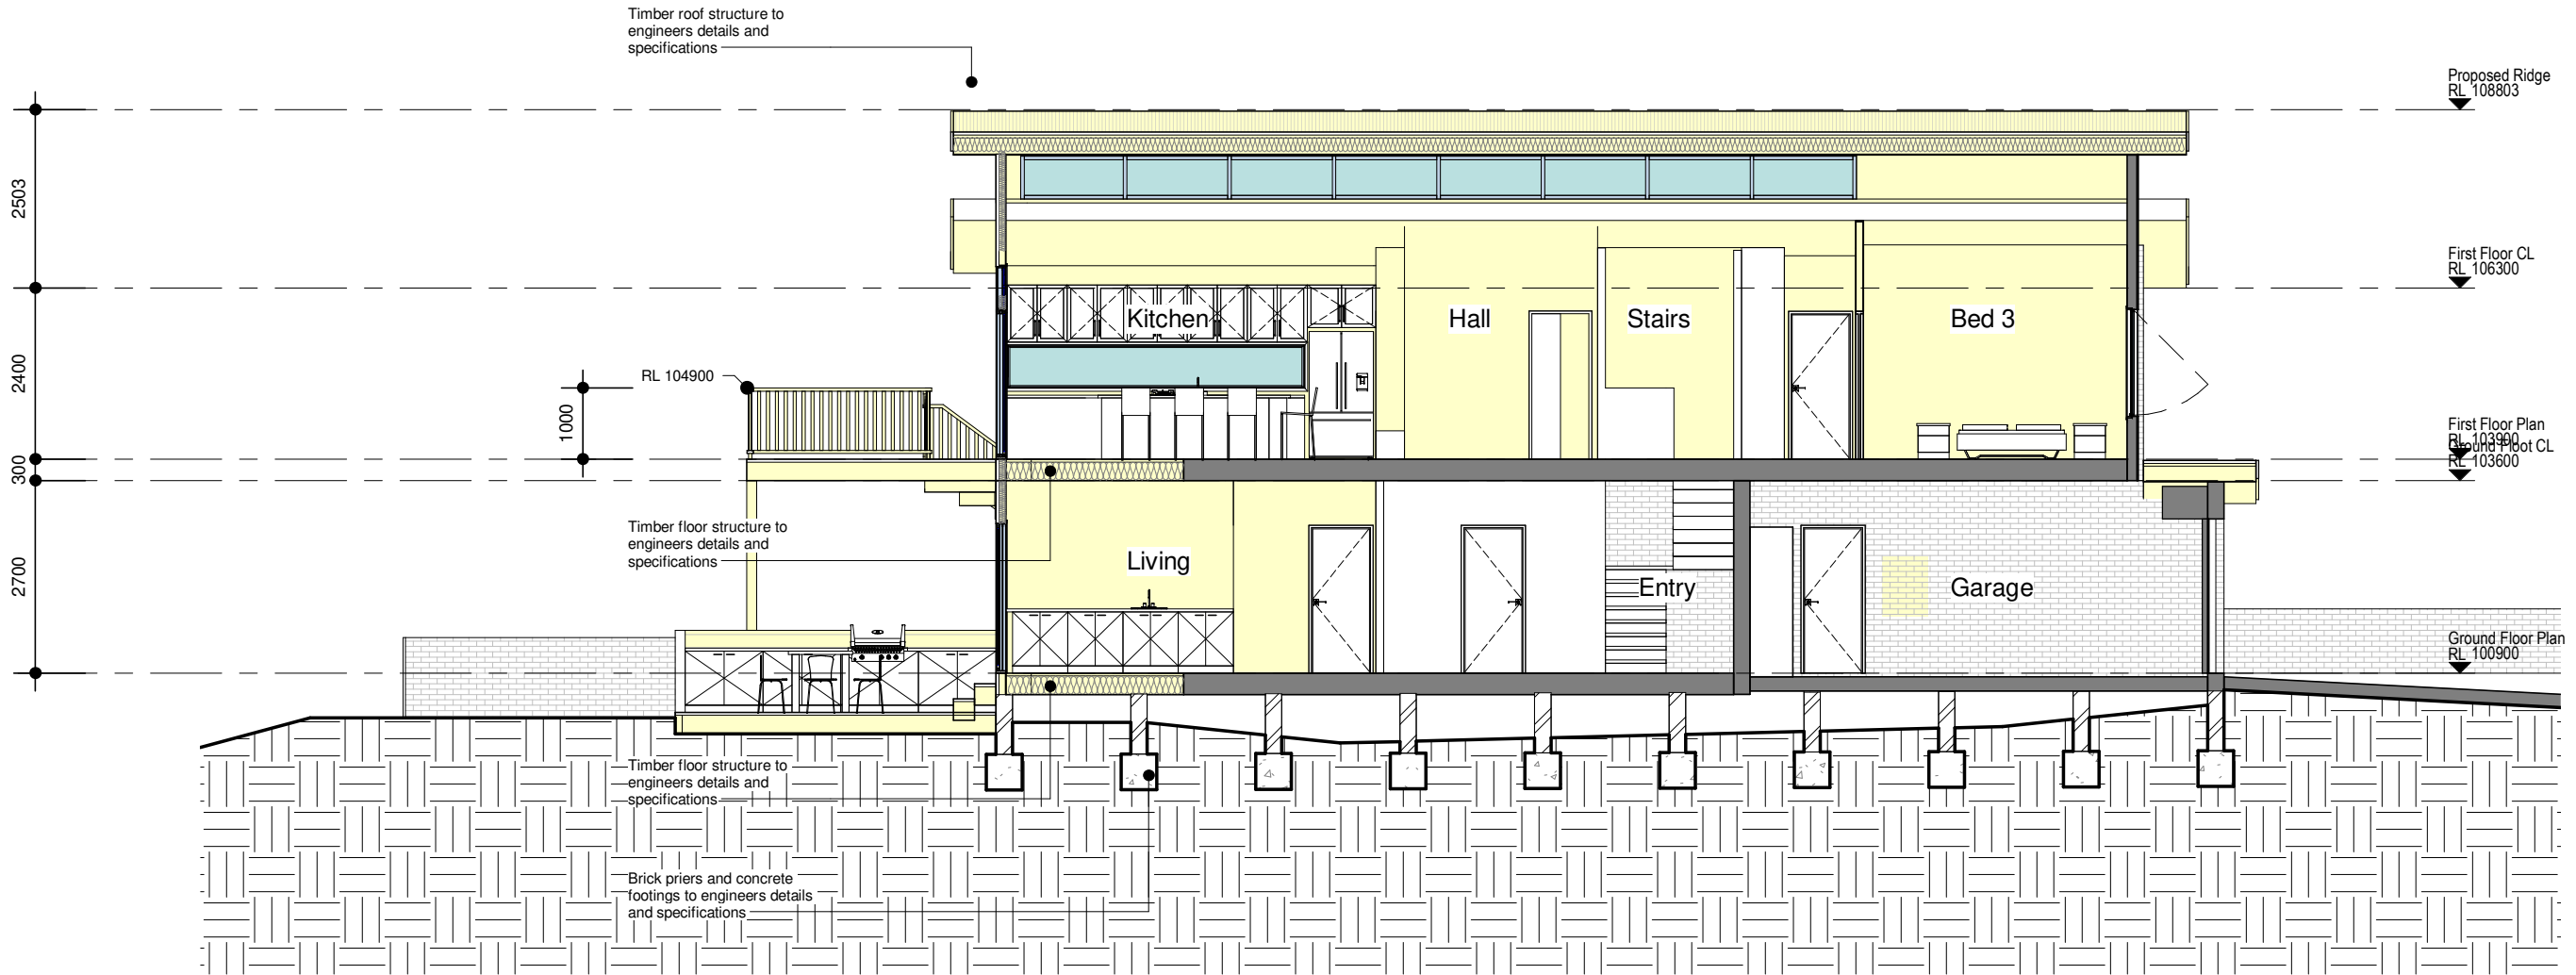 Timber roof structure to
engineers details and
specifications
Proposed Ridge
RL 108803
2503
First Floor CL
RL 106300
Kitchen
Hall
Stairs
Bed 3
2400
RL 104900
1000
First Floor Plan
RL 103900
Ground Floot CL
RL 103600
300
Timber floor structure to
engineers details and
specifications
2700
Living
Entry
Garage
Ground Floor Plan
RL 100900
Timber floor structure to
engineers details and
specifications
Brick priers and concrete
footings to engineers details
and specifications